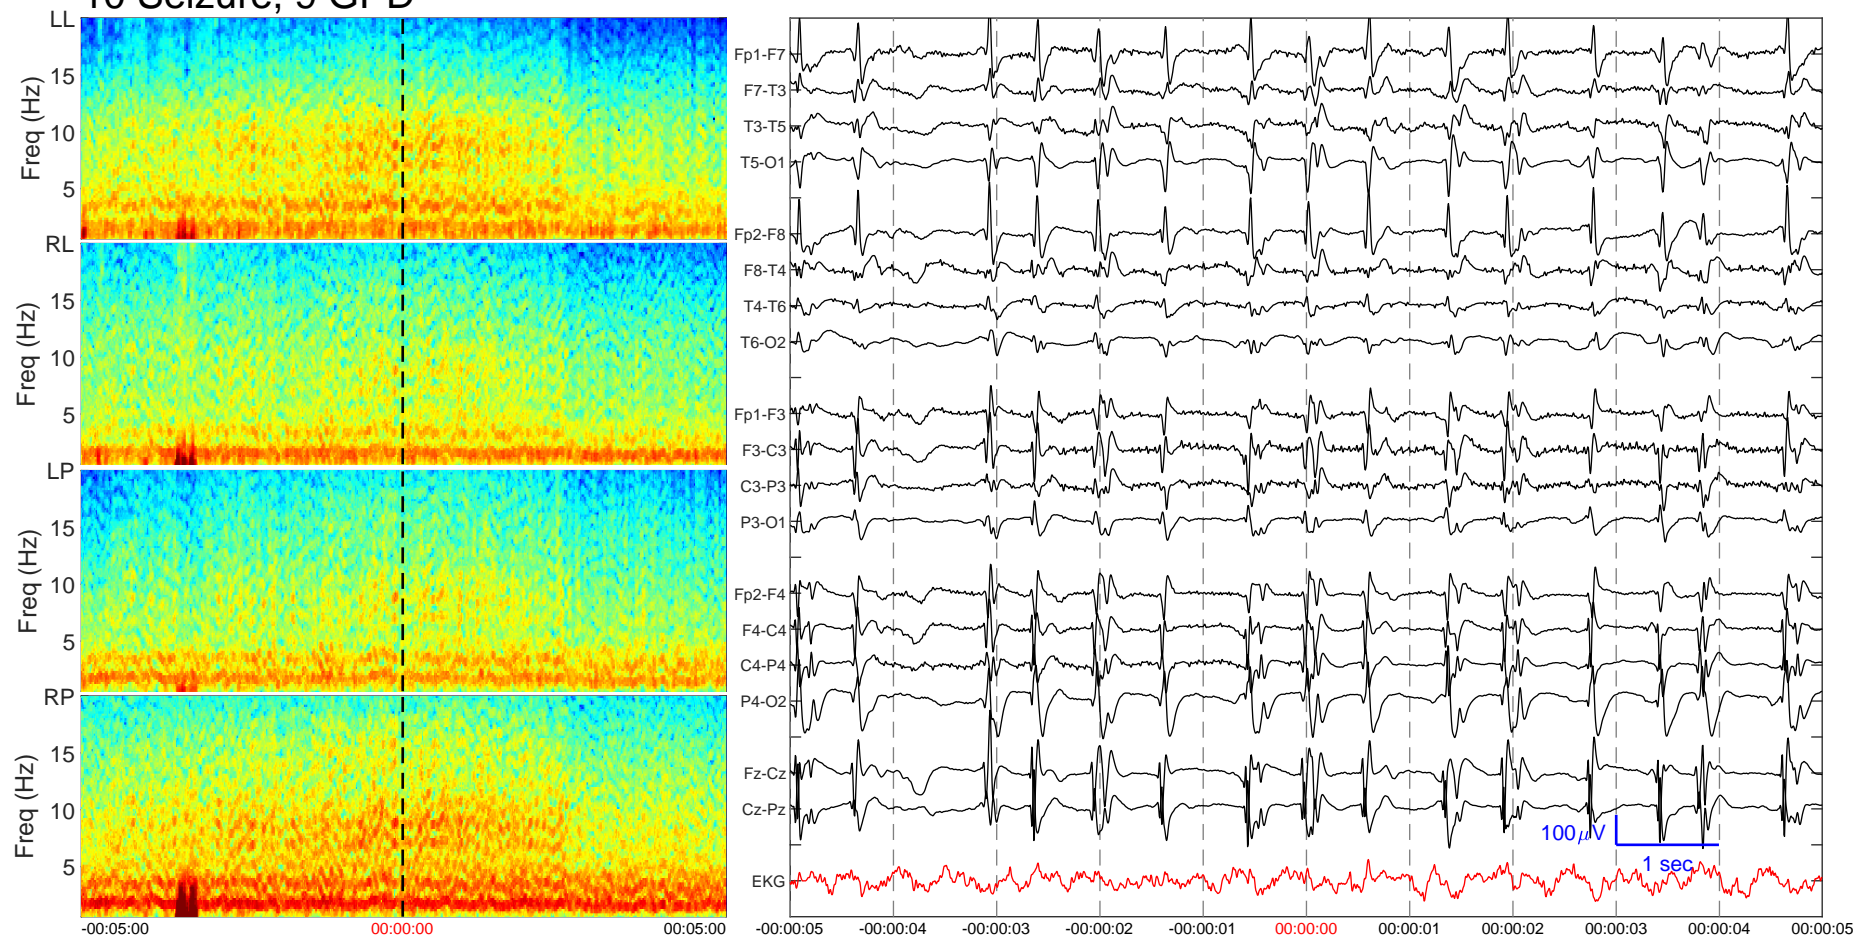 LL
15
10
5
Freq (Hz)
RL
15
10
5
Freq (Hz)
LP
15
10
5
Freq (Hz)
RP
15
10
5
Freq (Hz)
-00:05:00
00:00:00
00:05:00
Fp1-F7
F7-T3
T3-T5
T5-O1
Fp2-F8
F8-T4
T4-T6
T6-O2
Fp1-F3
F3-C3
C3-P3
P3-O1
Fp2-F4
F4-C4
C4-P4
P4-O2
Fz-Cz
Cz-Pz
EKG
100μV
1 sec
-00:00:05
-00:00:04
-00:00:03
-00:00:02
-00:00:01
00:00:00
00:00:01
00:00:02
00:00:03
00:00:04
00:00:05